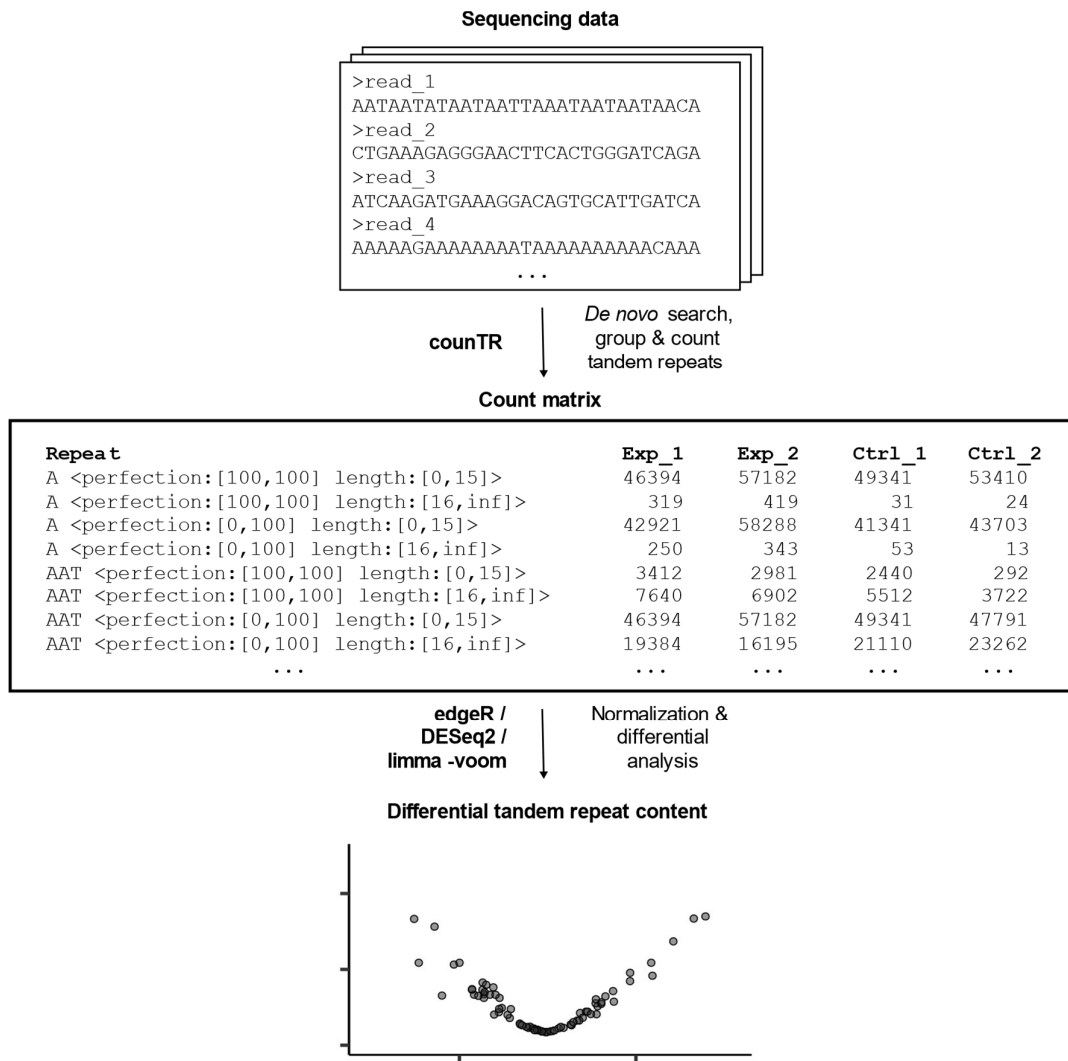 Sequencing data
>read_1
AATAATATAATAATTAAATAATAATAACA
>read_2
CTGAAAGAGGGAACTTCACTGGGATCAGA
>read_3
ATCAAGATGAAAGGACAGTGCATTGATCA
>read_4
AAAAAGAAAAAAAATAAAAAAAAAACAAA
...
counTR
De novo search,
group & count
tandem repeats
Count matrix
Repeat Exp_1 Exp_2 Ctrl_1 Ctrl_2
A <perfection:[100,100] length:[0,15]> 46394 57182 49341 53410
A <perfection:[100,100] length:[16,inf]> 319 419 31 24
A <perfection:[0,100] length:[0,15]> 42921 58288 41341 43703
A <perfection:[0,100] length:[16,inf]> 250 343 53 13
AAT <perfection:[100,100] length:[0,15]> 3412 2981 2440 292
AAT <perfection:[100,100] length:[16,inf]> 7640 6902 5512 3722
AAT <perfection:[0,100] length:[0,15]> 46394 57182 49341 47791
AAT <perfection:[0,100] length:[16,inf]> 19384 16195 21110 23262
... ... ... ... ...
edgeR /
DESeq2 /
limma -voom
Normalization &
differential
analysis
Differential tandem repeat content